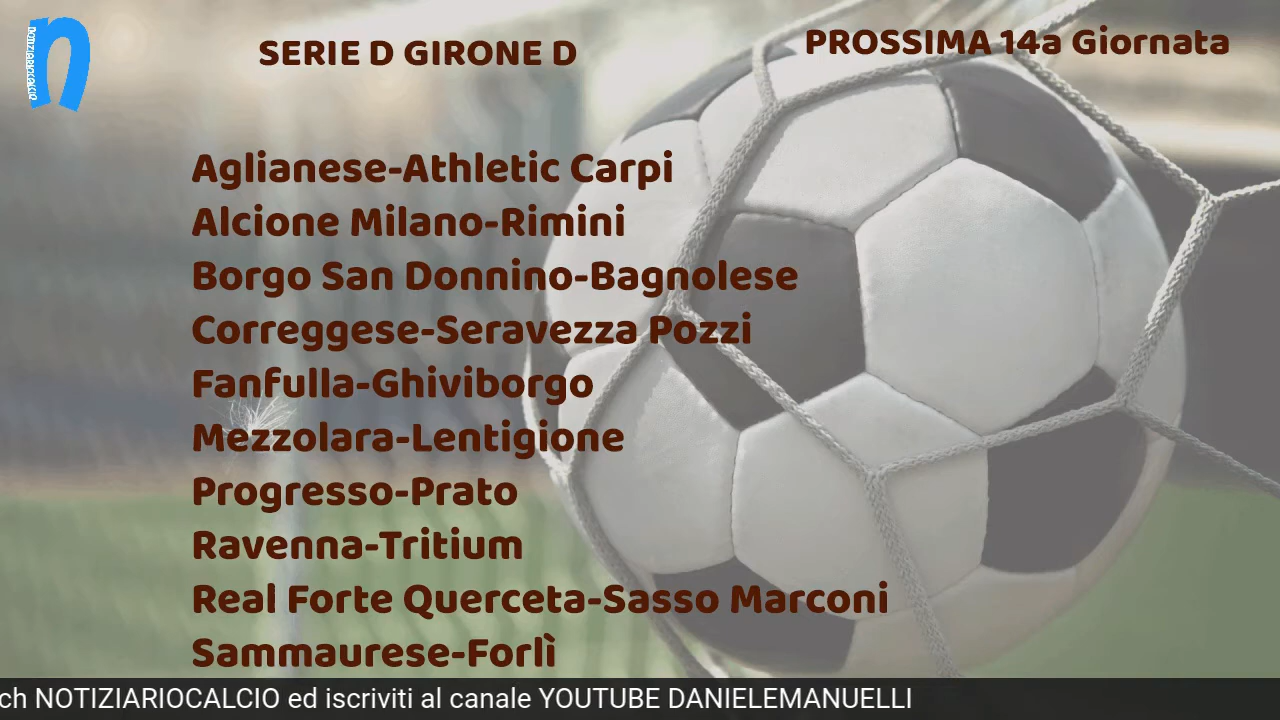 notiziariocalcio
SERIE D GIRONE D
PROSSIMA 14a Giornata
Aglianese-Athletic Carpi
Alcione Milano-Rimini
Borgo San Donnino-Bagnolese
Correggese-Seravezza Pozzi
Fanfulla-Ghiviborgo
Mezzolara-Lentigione
Progresso-Prato
Ravenna-Tritium
Real Forte Querceta-Sasso Marconi
Sammaurese-Forlì
ch NOTIZIARIOCALCIO ed iscriviti al canale YOUTUBE DANIELEMANUELLI